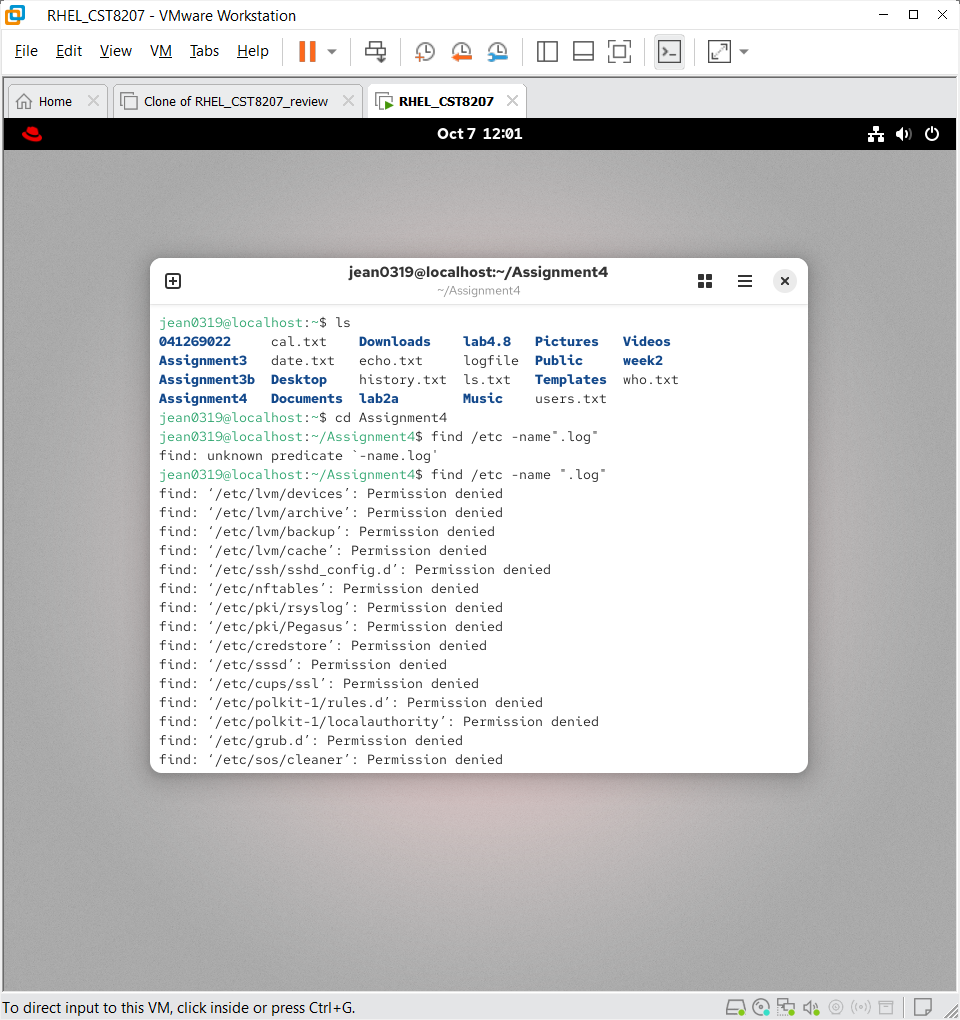 RHEL_CST8207 - VMware Workstation
File Edit View VM Tabs Help
Home Clone of RHEL_CST8207_review RHEL_CST8207
Oct 7 12:01
jean0319@localhost:~/Assignment4
~/Assignment4
jean0319@localhost:~$ ls
041269022 cal.txt Downloads lab4.8 Pictures Videos
Assignment3 date.txt echo.txt logfile Public week2
Assignment3b Desktop history.txt ls.txt Templates who.txt
Assignment4 Documents lab2a Music users.txt
jean0319@localhost:~$ cd Assignment4
jean0319@localhost:~/Assignment4$ find /etc -name".log"
find: unknown predicate `-name.log'
jean0319@localhost:~/Assignment4$ find /etc -name ".log"
find: ‘/etc/lvm/devices’: Permission denied
find: ‘/etc/lvm/archive’: Permission denied
find: ‘/etc/lvm/backup’: Permission denied
find: ‘/etc/lvm/cache’: Permission denied
find: ‘/etc/ssh/sshd_config.d’: Permission denied
find: ‘/etc/nftables’: Permission denied
find: ‘/etc/pki/rsyslog’: Permission denied
find: ‘/etc/pki/Pegasus’: Permission denied
find: ‘/etc/credstore’: Permission denied
find: ‘/etc/sssd’: Permission denied
find: ‘/etc/cups/ssl’: Permission denied
find: ‘/etc/polkit-1/rules.d’: Permission denied
find: ‘/etc/polkit-1/localauthority’: Permission denied
find: ‘/etc/grub.d’: Permission denied
find: ‘/etc/sos/cleaner’: Permission denied
To direct input to this VM, click inside or press Ctrl+G.